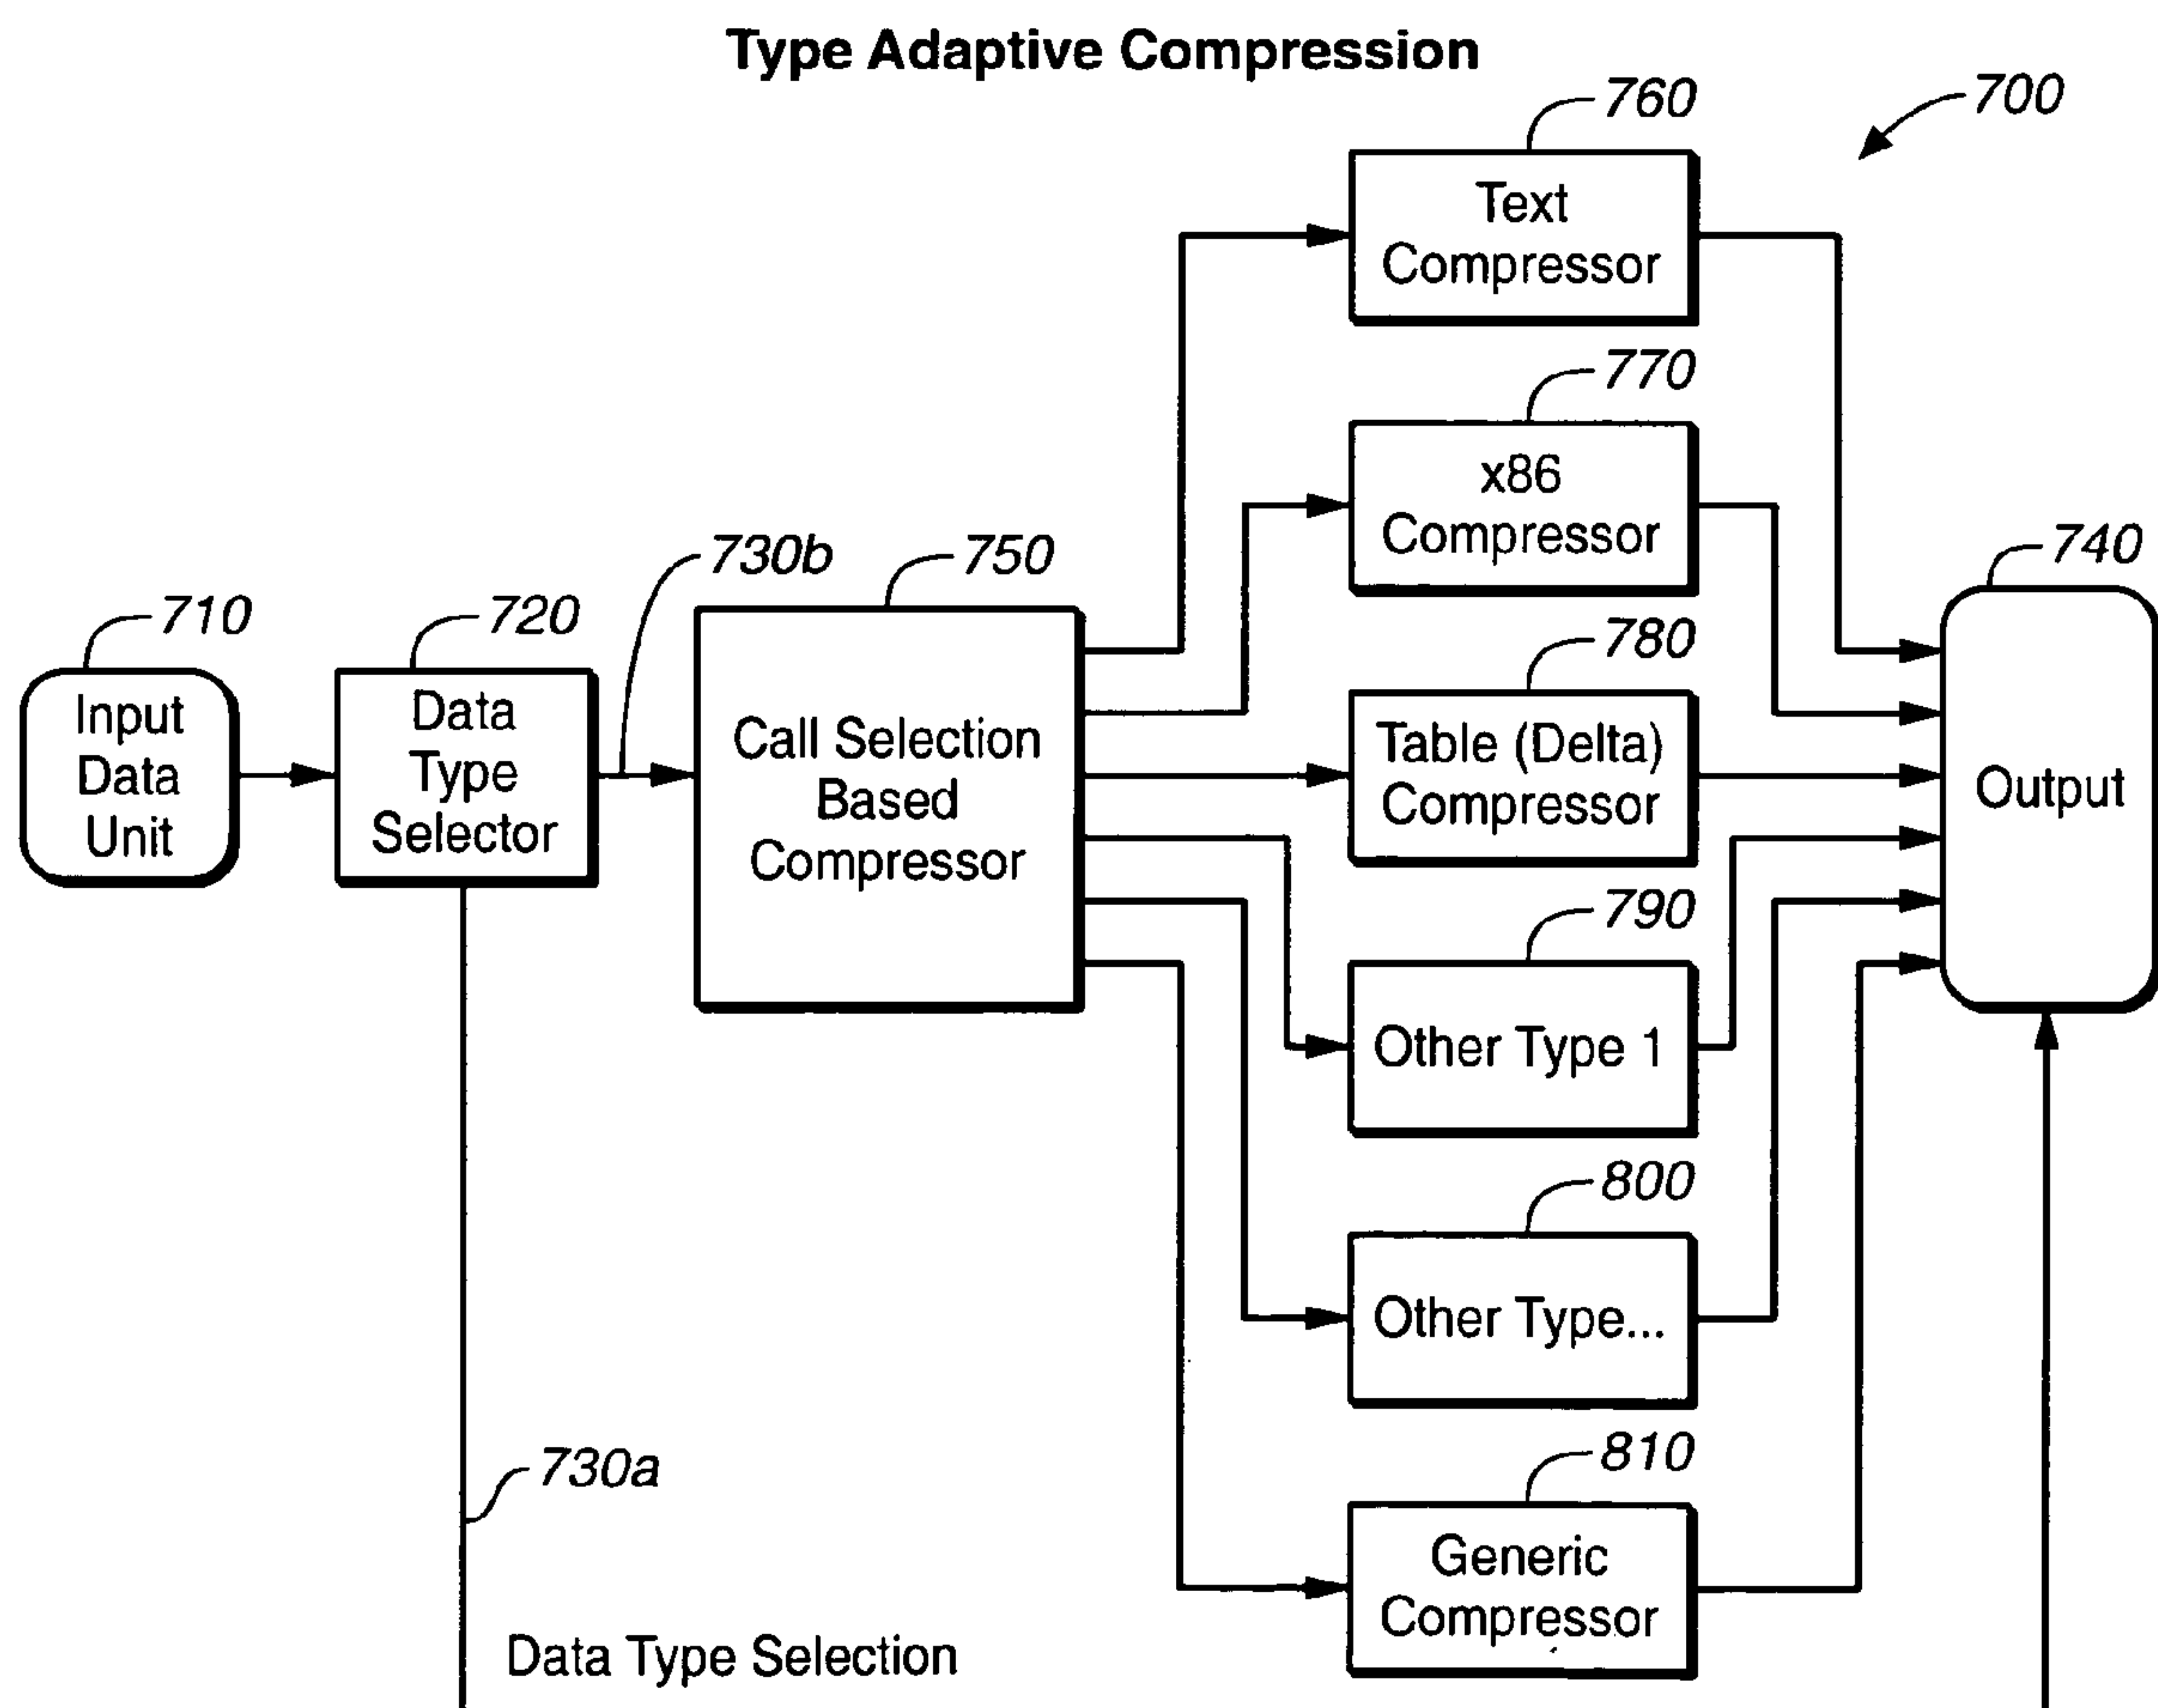 Type Adaptive Compression
700
760
Text
Compressor
770
x86
Compressor
730b
750
740
710
720
780
Input
Data
Unit
Data
Type
Selector
Call Selection
Based
Compressor
Table (Delta)
Compressor
Output
790
Other Type 1
800
Other Type...
730a
810
Generic
Compressor
Data Type Selection